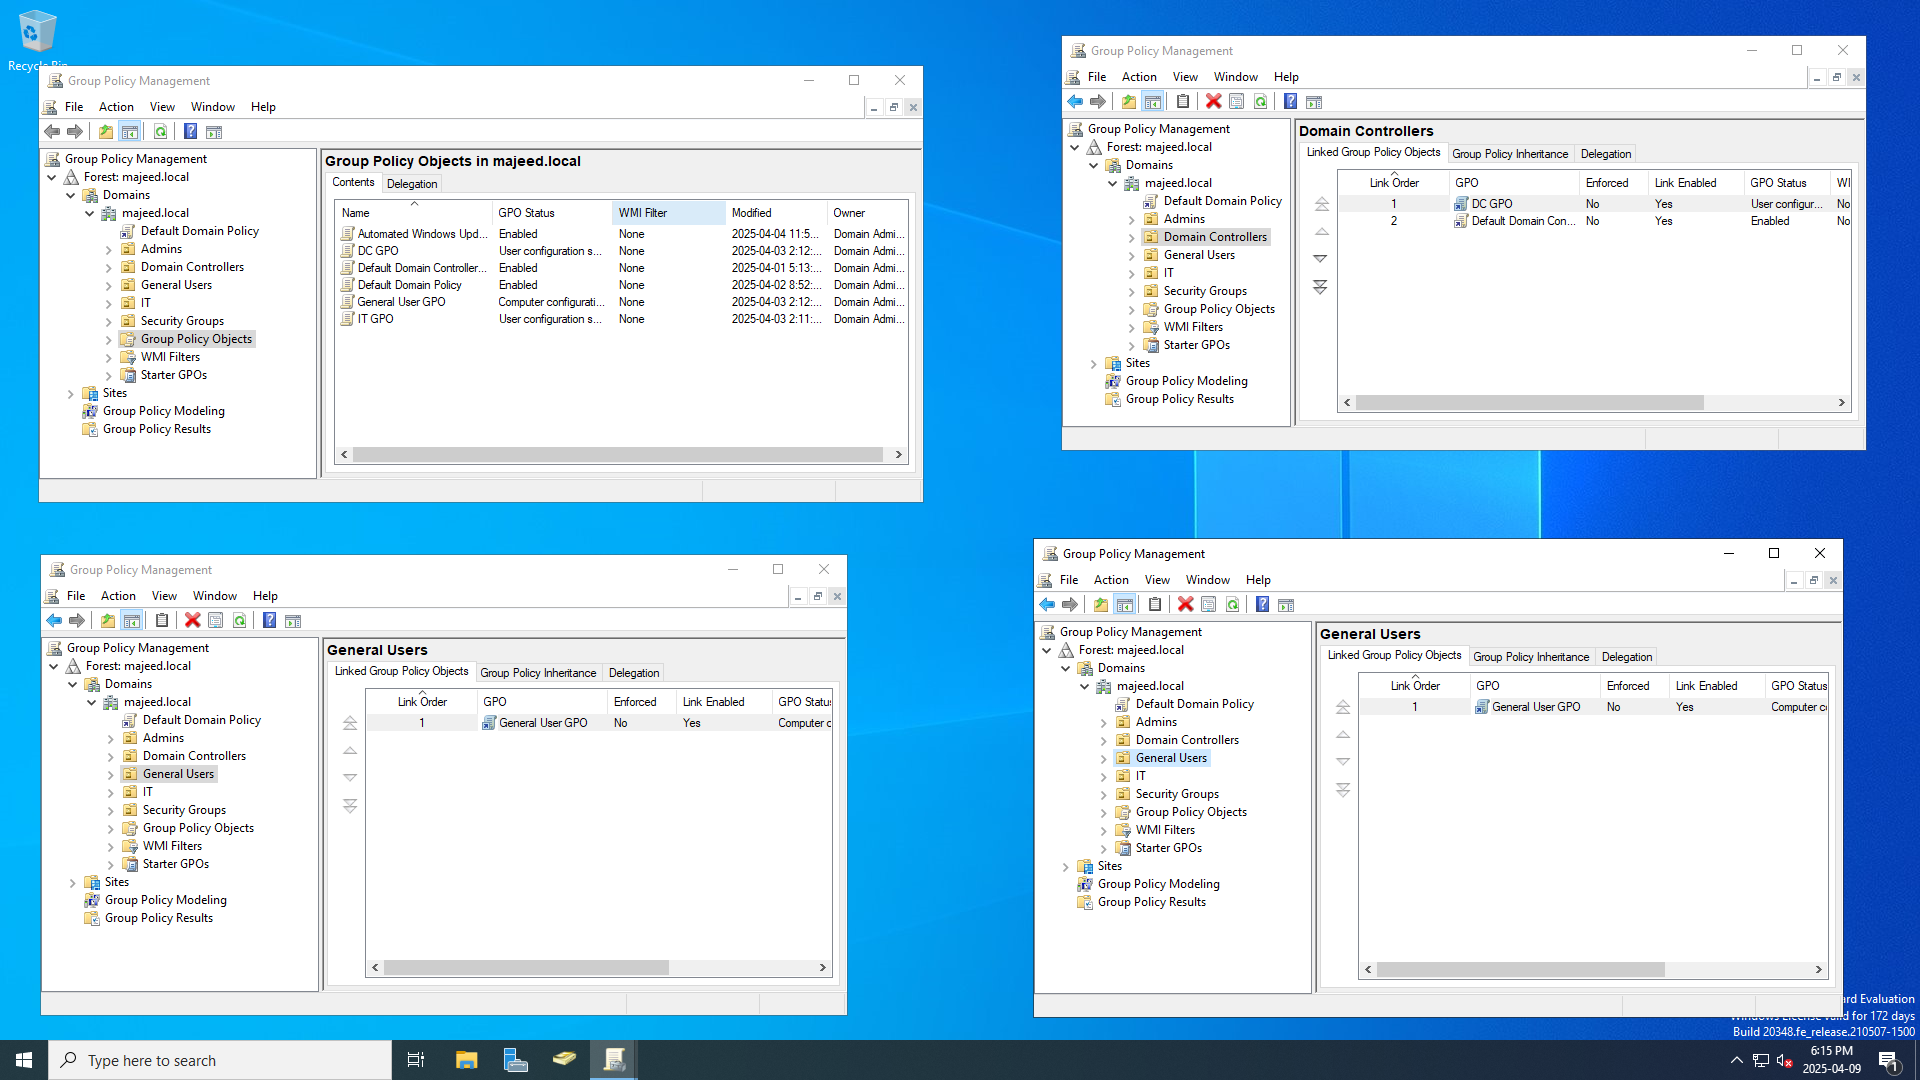 Recycle Bin
Group Policy Management
File Action View Window Help
Group Policy Management
Forest: majeed.local
Domains
majeed.local
Default Domain Policy
Admins
Domain Controllers
General Users
IT
Security Groups
Group Policy Objects
WMI Filters
Starter GPOs
Sites
Group Policy Modeling
Group Policy Results
Group Policy Objects in majeed.local
Contents Delegation
Name GPO Status WMI Filter Modified Owner
Automated Windows Upd... Enabled None 2025-04-04 11:5... Domain Admi...
DC GPO User configuration s... None 2025-04-03 2:12:... Domain Admi...
Default Domain Controller... Enabled None 2025-04-01 5:13:... Domain Admi...
Default Domain Policy Enabled None 2025-04-02 8:52:... Domain Admi...
General User GPO Computer configurati... None 2025-04-03 2:12:... Domain Admi...
IT GPO User configuration s... None 2025-04-03 2:11:... Domain Admi...
Group Policy Management
File Action View Window Help
Group Policy Management
Forest: majeed.local
Domains
majeed.local
Default Domain Policy
Admins
Domain Controllers
General Users
IT
Security Groups
Group Policy Objects
WMI Filters
Starter GPOs
Sites
Group Policy Modeling
Group Policy Results
Domain Controllers
Linked Group Policy Objects Group Policy Inheritance Delegation
Link Order GPO Enforced Link Enabled GPO Status WI
1 DC GPO No Yes User configur... No
2 Default Domain Con... No Yes Enabled No
Group Policy Management
File Action View Window Help
Group Policy Management
Forest: majeed.local
Domains
majeed.local
Default Domain Policy
Admins
Domain Controllers
General Users
IT
Security Groups
Group Policy Objects
WMI Filters
Starter GPOs
Sites
Group Policy Modeling
Group Policy Results
General Users
Linked Group Policy Objects Group Policy Inheritance Delegation
Link Order GPO Enforced Link Enabled GPO Status
1 General User GPO No Yes Computer c
Group Policy Management
File Action View Window Help
Group Policy Management
Forest: majeed.local
Domains
majeed.local
Default Domain Policy
Admins
Domain Controllers
General Users
IT
Security Groups
Group Policy Objects
WMI Filters
Starter GPOs
Sites
Group Policy Modeling
Group Policy Results
General Users
Linked Group Policy Objects Group Policy Inheritance Delegation
Link Order GPO Enforced Link Enabled GPO Status
1 General User GPO No Yes Computer c
rd Evaluation
Windows License valid for 172 days
Build 20348.fe_release.210507-1500
Type here to search
6:15 PM
2025-04-09
1